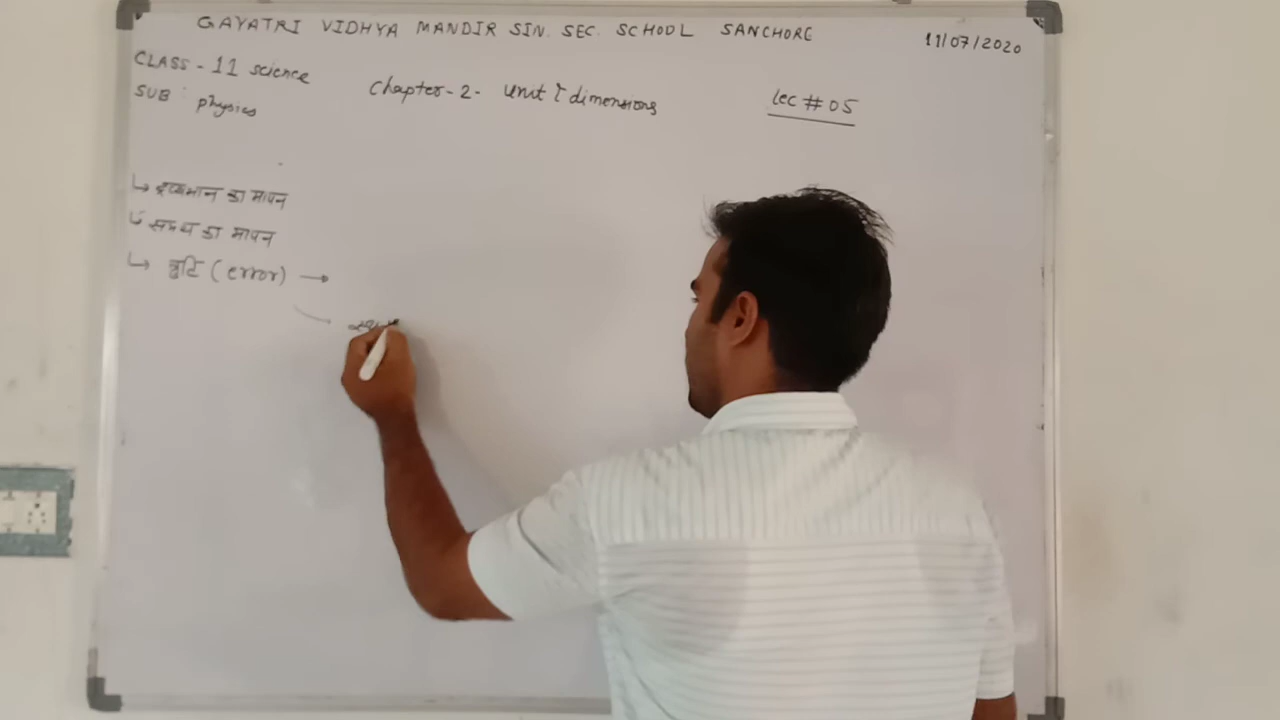 GAYATRI VIDHYA MANDIR SIN. SEC. SCHOOL SANCHORE
11/07/2020
CLASS - 11 science
SUB : physics
Chapter - 2 - Unit & dimensions
Lec # 05
↳ द्रव्यमान का मापन
↳ समय का मापन
↳ त्रुटि (error) →